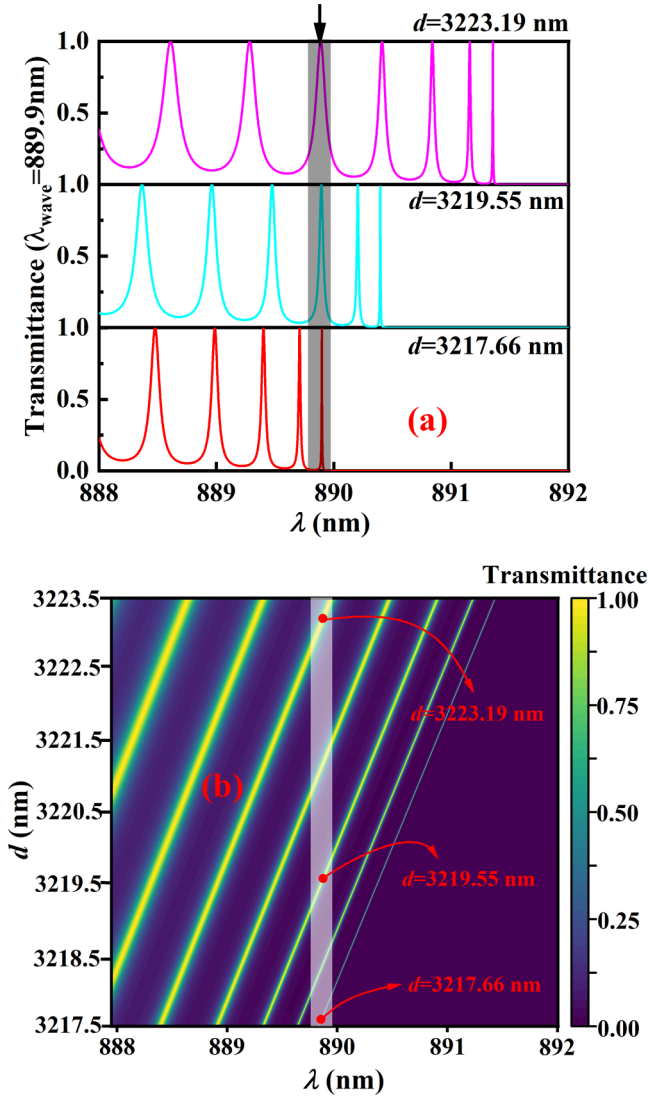 d=3223.19 nm
Transmittance (λwave=889.9nm)
1.0
0.5
1.0
d=3219.55 nm
0.5
1.0
d=3217.66 nm
0.5
(a)
0.0
888 889 890 891 892
λ (nm)
Transmittance
3223.5
3222.5
3221.5
3220.5
3219.5
3218.5
3217.5
d (nm)
d=3223.19 nm
(b)
d=3219.55 nm
d=3217.66 nm
1.00
0.75
0.50
0.25
0.00
888 889 890 891 892
λ (nm)